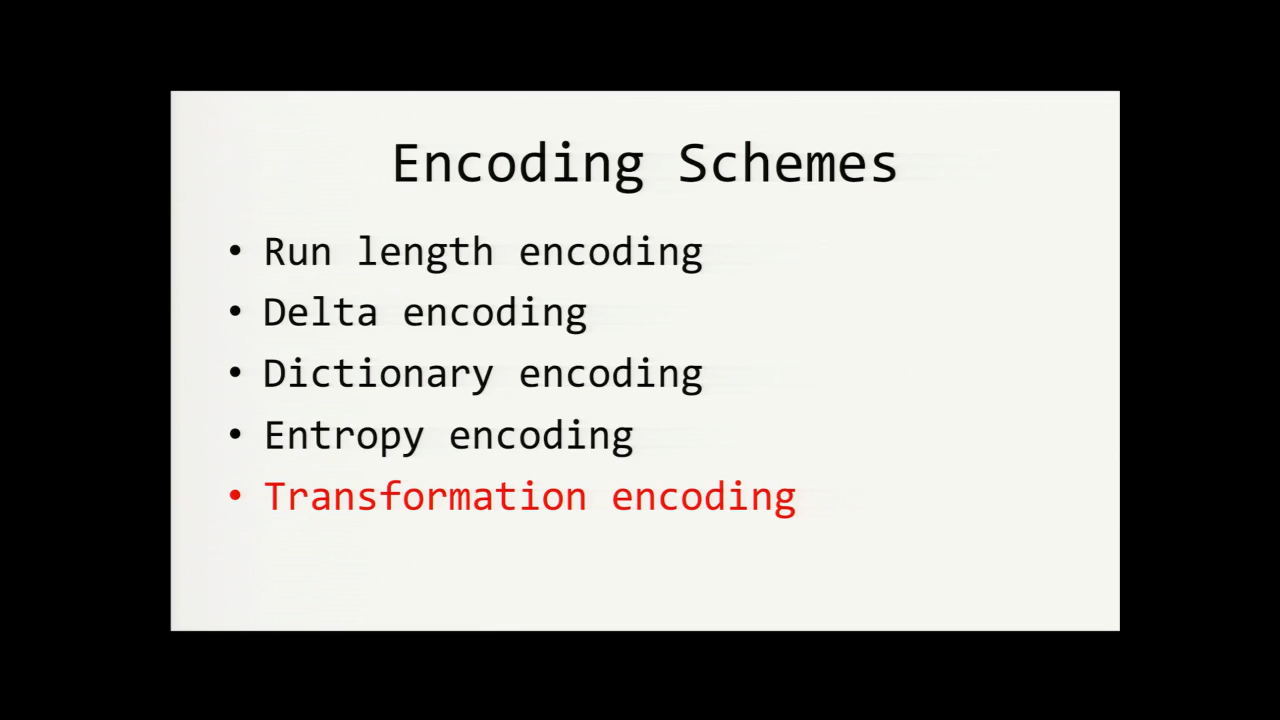 Encoding Schemes
• Run length encoding
• Delta encoding
• Dictionary encoding
• Entropy encoding
• Transformation encoding